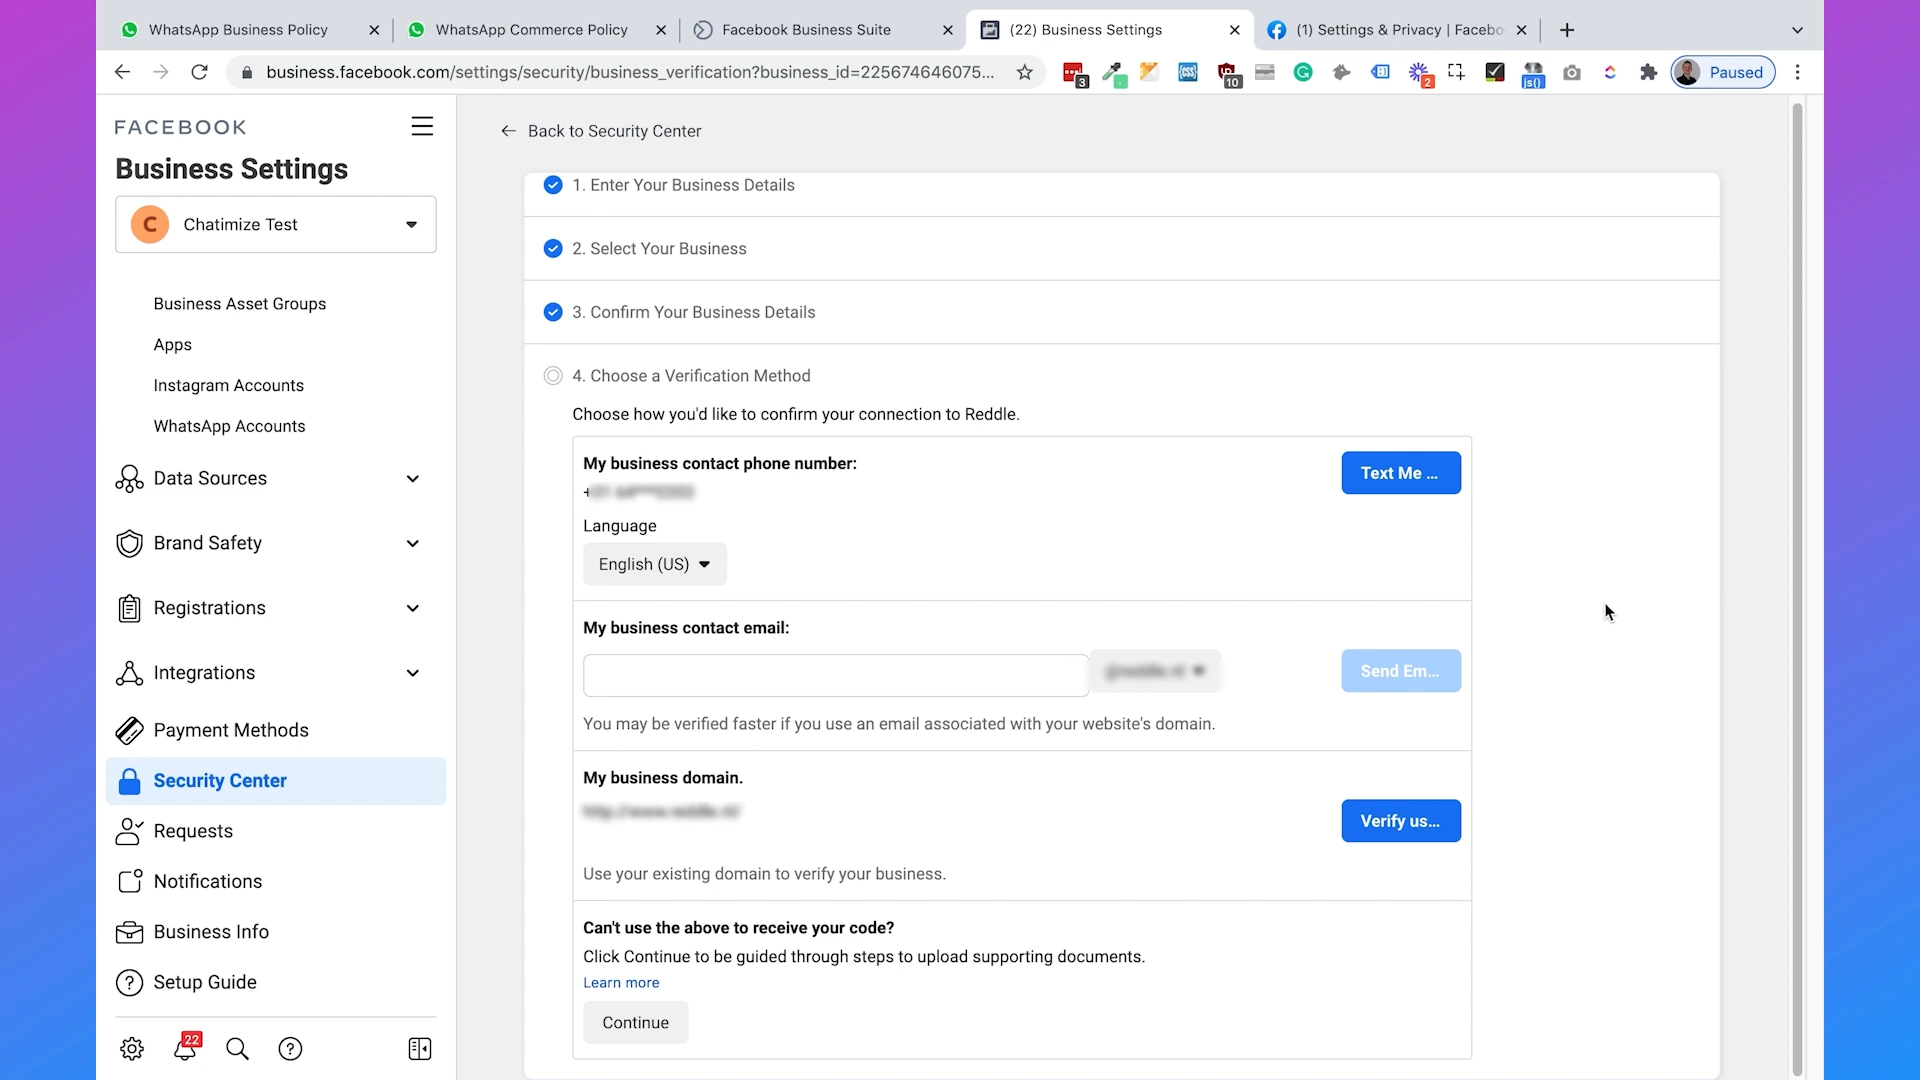 WhatsApp Business Policy
WhatsApp Commerce Policy
Facebook Business Suite
(22) Business Settings
(1) Settings & Privacy | Facebo
business.facebook.com/settings/security/business_verification?business_id=225674646075...
3
10
2
js()
Paused
FACEBOOK
Business Settings
C
Chatimize Test
Business Asset Groups
Apps
Instagram Accounts
WhatsApp Accounts
Data Sources
Brand Safety
Registrations
Integrations
Payment Methods
Security Center
Requests
Notifications
Business Info
Setup Guide
22
Back to Security Center
1. Enter Your Business Details
2. Select Your Business
3. Confirm Your Business Details
4. Choose a Verification Method
Choose how you'd like to confirm your connection to Reddle.
My business contact phone number:
Text Me ...
Language
English (US)
My business contact email:
Send Em...
You may be verified faster if you use an email associated with your website's domain.
My business domain.
Verify us...
Use your existing domain to verify your business.
Can't use the above to receive your code?
Click Continue to be guided through steps to upload supporting documents.
Learn more
Continue